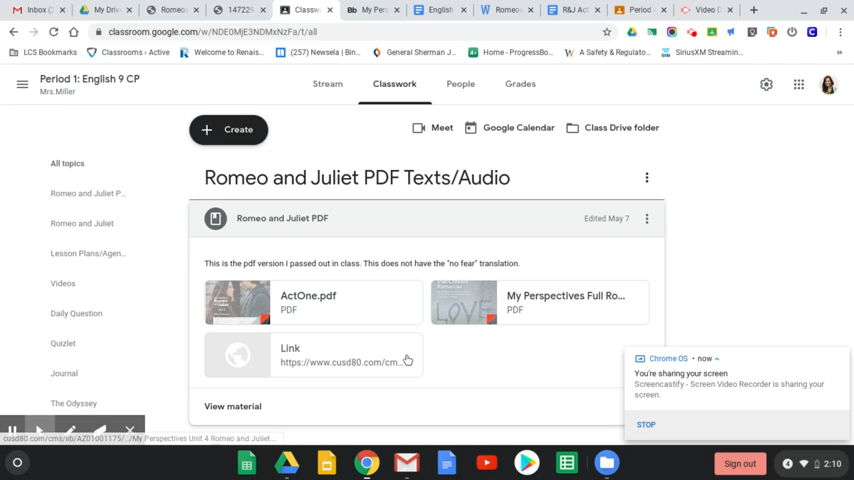 Inbox (2
My Driv
Romeo
147229
Classw
My Pers
English
Romeo
R&J Act
Period -
Video D
classroom.google.com/w/NDE0MjE3NDMxNzFa/t/all
LCS Bookmarks
Classrooms › Active
Welcome to Renais...
(257) Newsela | Bin...
General Sherman J...
Home - ProgressBo...
A Safety & Regulato...
SiriusXM Streamin...
Period 1: English 9 CP
Mrs.Miller
Stream
Classwork
People
Grades
Create
Meet
Google Calendar
Class Drive folder
All topics
Romeo and Juliet P...
Romeo and Juliet
Lesson Plans/Agen...
Videos
Daily Question
Quizlet
Journal
The Odyssey
Romeo and Juliet PDF Texts/Audio
Romeo and Juliet PDF
Edited May 7
This is the pdf version I passed out in class. This does not have the "no fear" translation.
ActOne.pdf
PDF
My Perspectives Full Ro...
PDF
LOVE
Link
https://www.cusd80.com/cm...
View material
Chrome OS • now
You're sharing your screen
Screencastify - Screen Video Recorder is sharing your
screen.
STOP
cusd80.com/cms/lib/AZ01001175/.../My Perspectives Unit 4 Romeo and Juliet...
Sign out
4
2:10